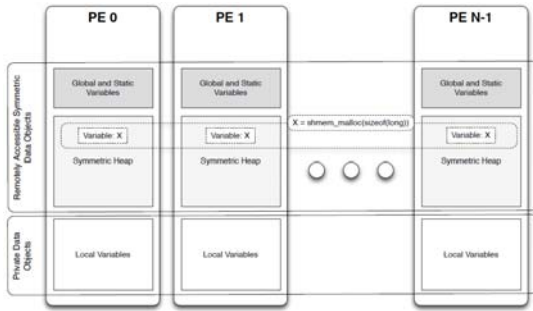 PE 0
PE 1
PE N-1
Remotely Accessible Symmetric
Data Objects
Global and Static
Variables
Global and Static
Variables
Global and Static
Variables
X = shmem_malloc(sizeof(long))
Variable: X
Variable: X
Variable: X
Symmetric Heap
Symmetric Heap
Symmetric Heap
Private Data
Objects
Local Variables
Local Variables
Local Variables